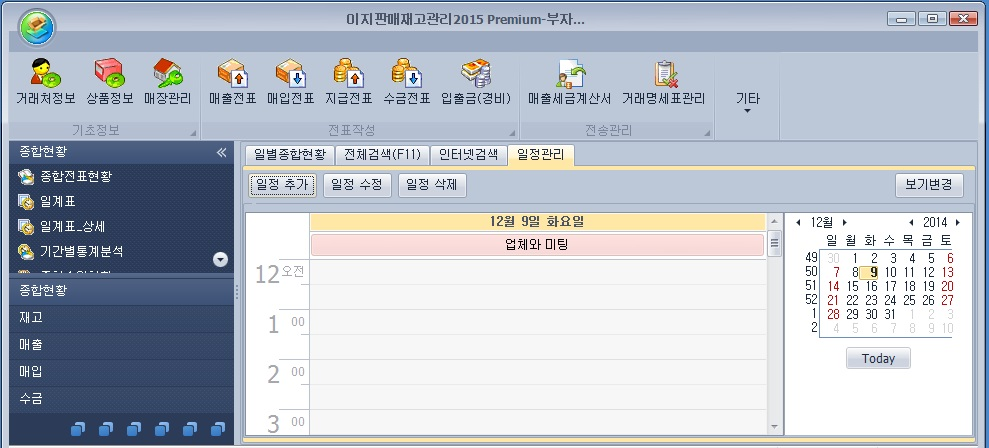 이지판매재고관리2015 Premium-부자...
거래처정보 상품정보 매장관리 매출전표 매입전표 지급전표 수금전표 입출금(경비) 매출세금계산서 거래명세표관리 기타
기초정보 전표작성 전송관리
종합현황
종합전표현황
일계표
일계표_상세
기간별통계분석
종합현황
재고
매출
매입
수금
일별종합현황 전체검색(F11) 인터넷검색 일정관리
일정 추가 일정 수정 일정 삭제 보기변경
12월 9일 화요일
업체와 미팅
12 오전
1 00
2 00
3 00
12월 2014
일 월 화 수 목 금 토
49 30 1 2 3 4 5 6
50 7 8 9 10 11 12 13
51 14 15 16 17 18 19 20
52 21 22 23 24 25 26 27
1 28 29 30 31 1 2 3
2 4 5 6 7 8 9 10
Today